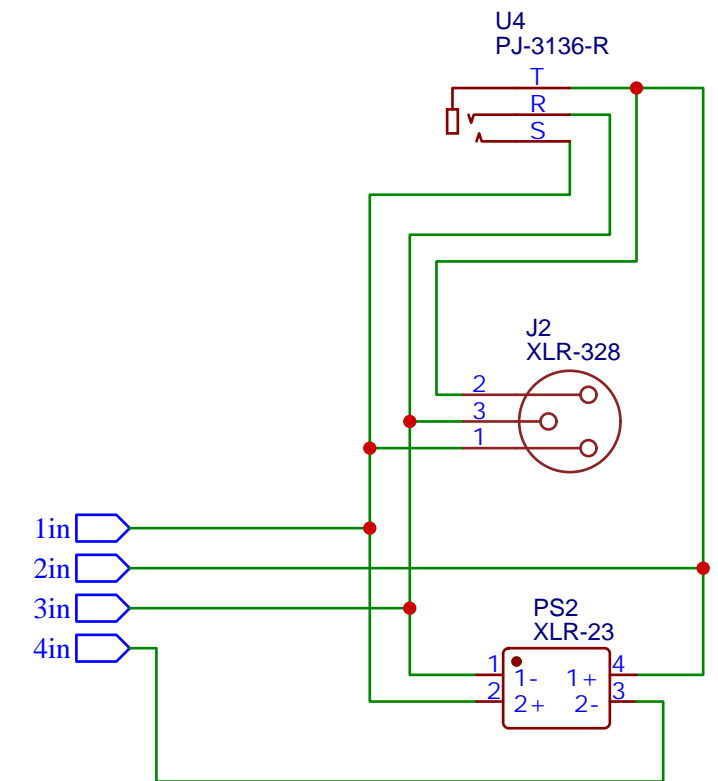 U4
PJ-3136-R
T
R
S
J2
XLR-328
2
3
1
1in
2in
3in
4in
PS2
XLR-23
1 1- 1+ 4
2 2+ 2- 3